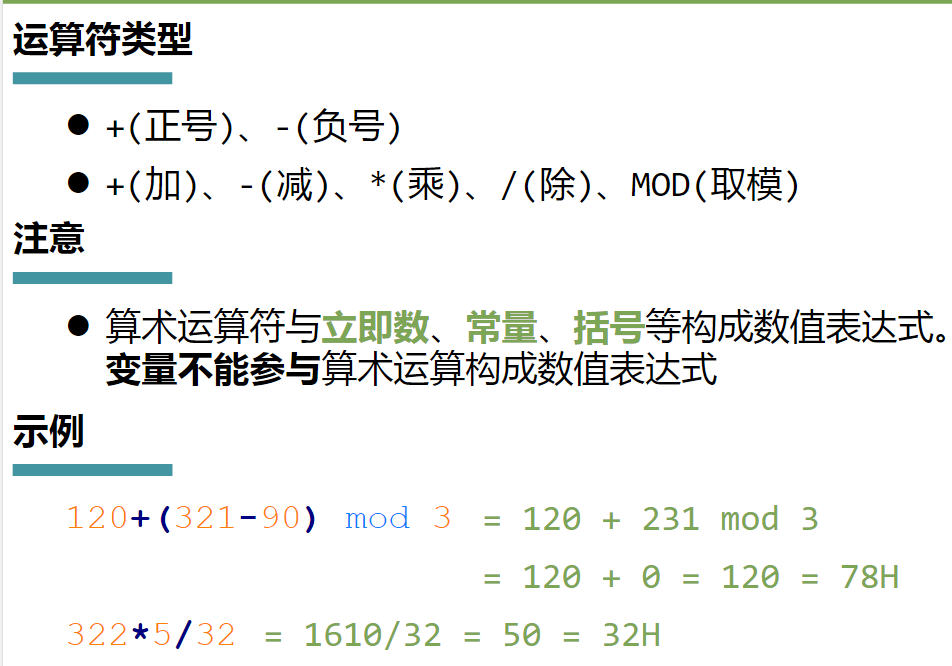 运算符类型
● +(正号)、-(负号)
● +(加)、-(减)、*(乘)、/(除)、MOD(取模)
注意
● 算术运算符与立即数、常量、括号等构成数值表达式。
变量不能参与算术运算构成数值表达式
示例
120+(321-90) mod 3 = 120 + 231 mod 3
= 120 + 0 = 120 = 78H
322*5/32 = 1610/32 = 50 = 32H